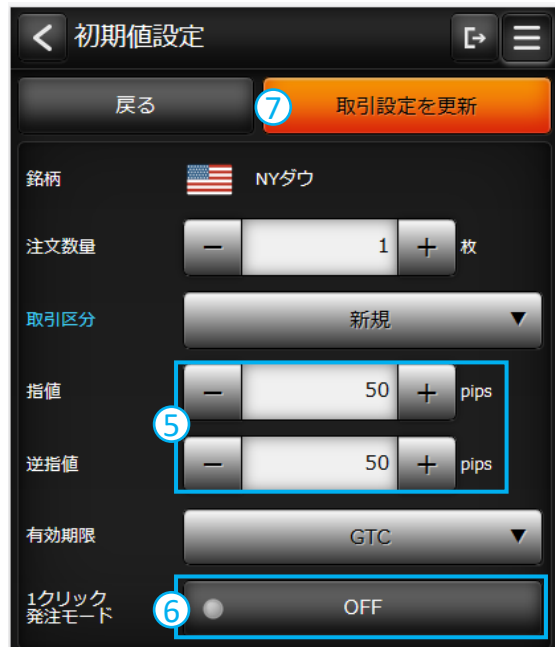 初期値設定
戻る
⑦ 取引設定を更新
銘柄 NYダウ
注文数量 － 1 ＋ 枚
取引区分 新規 ▼
指値 － 50 ＋ pips
⑤
逆指値 － 50 ＋ pips
有効期限 GTC ▼
1クリック
発注モード ⑥ OFF